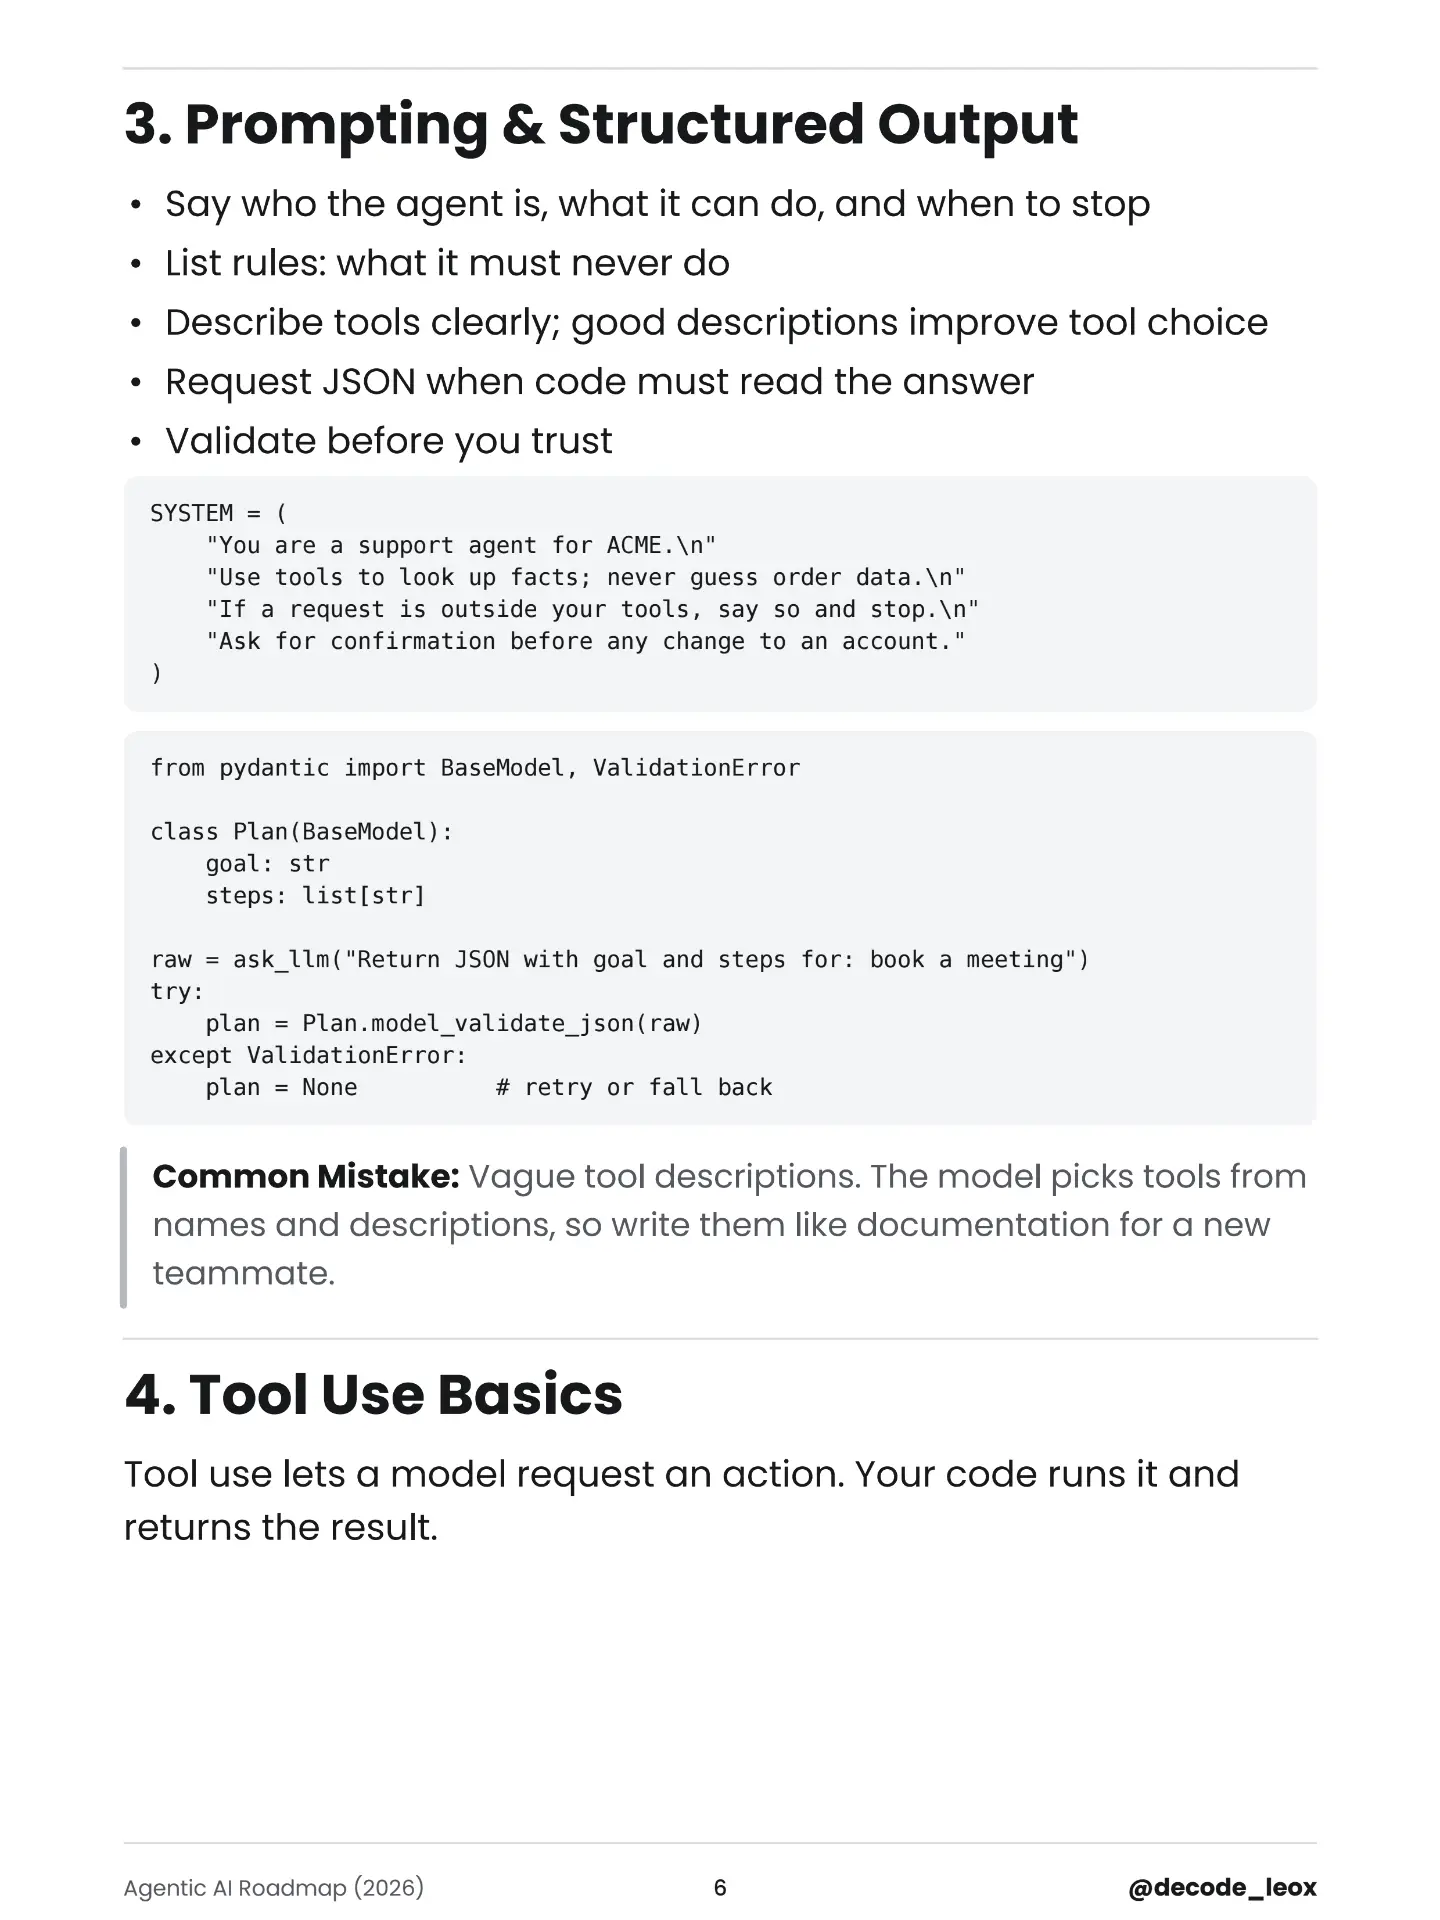 3. Prompting & Structured Output
• Say who the agent is, what it can do, and when to stop
• List rules: what it must never do
• Describe tools clearly; good descriptions improve tool choice
• Request JSON when code must read the answer
• Validate before you trust
SYSTEM = (
    "You are a support agent for ACME.\n"
    "Use tools to look up facts; never guess order data.\n"
    "If a request is outside your tools, say so and stop.\n"
    "Ask for confirmation before any change to an account."
)
from pydantic import BaseModel, ValidationError
class Plan(BaseModel):
    goal: str
    steps: list[str]
raw = ask_llm("Return JSON with goal and steps for: book a meeting")
try:
    plan = Plan.model_validate_json(raw)
except ValidationError:
    plan = None          # retry or fall back
Common Mistake: Vague tool descriptions. The model picks tools from
names and descriptions, so write them like documentation for a new
teammate.
4. Tool Use Basics
Tool use lets a model request an action. Your code runs it and
returns the result.
Agentic AI Roadmap (2026)
6
@decode_leox